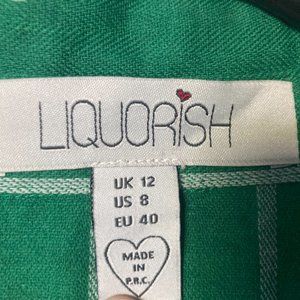 LIQUORISH
UK 12
US 8
EU 40
MADE
IN
P.R.C.